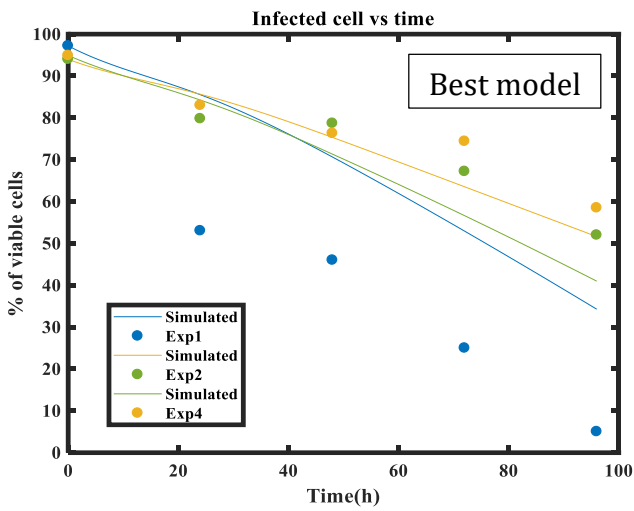 Infected cell vs time
100
90
80
70
60
50
40
30
20
10
0
% of viable cells
Best model
Simulated
Exp1
Simulated
Exp2
Simulated
Exp4
0
20
40
60
80
100
Time(h)